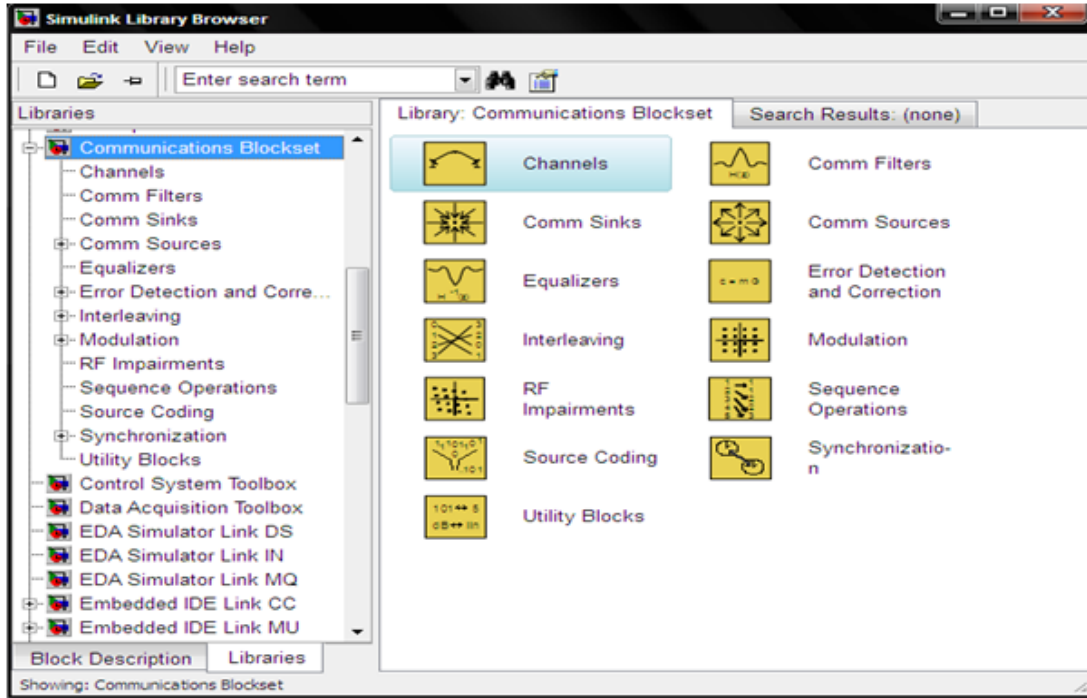 Simulink Library Browser
File Edit View Help
Enter search term
Libraries
Communications Blockset
Channels
Comm Filters
Comm Sinks
Comm Sources
Equalizers
Error Detection and Corre...
Interleaving
Modulation
RF Impairments
Sequence Operations
Source Coding
Synchronization
Utility Blocks
Control System Toolbox
Data Acquisition Toolbox
EDA Simulator Link DS
EDA Simulator Link IN
EDA Simulator Link MQ
Embedded IDE Link CC
Embedded IDE Link MU
Block Description Libraries
Showing: Communications Blockset
Library: Communications Blockset Search Results: (none)
Channels
Comm Filters
Comm Sinks
Comm Sources
Equalizers
Error Detection
and Correction
Interleaving
Modulation
RF
Impairments
Sequence
Operations
Source Coding
Synchronizatio-
n
101↔ 5
dB↔ lin
Utility Blocks